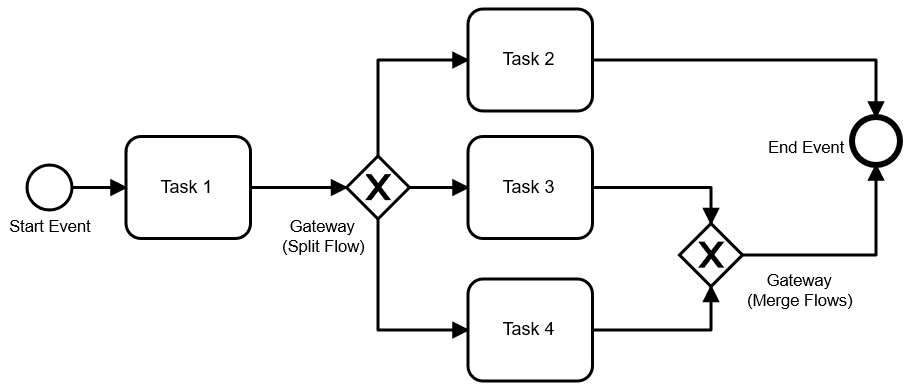 Task 2
Task 1
Task 3
Task 4
Start Event
Gateway
(Split Flow)
End Event
Gateway
(Merge Flows)
X
X